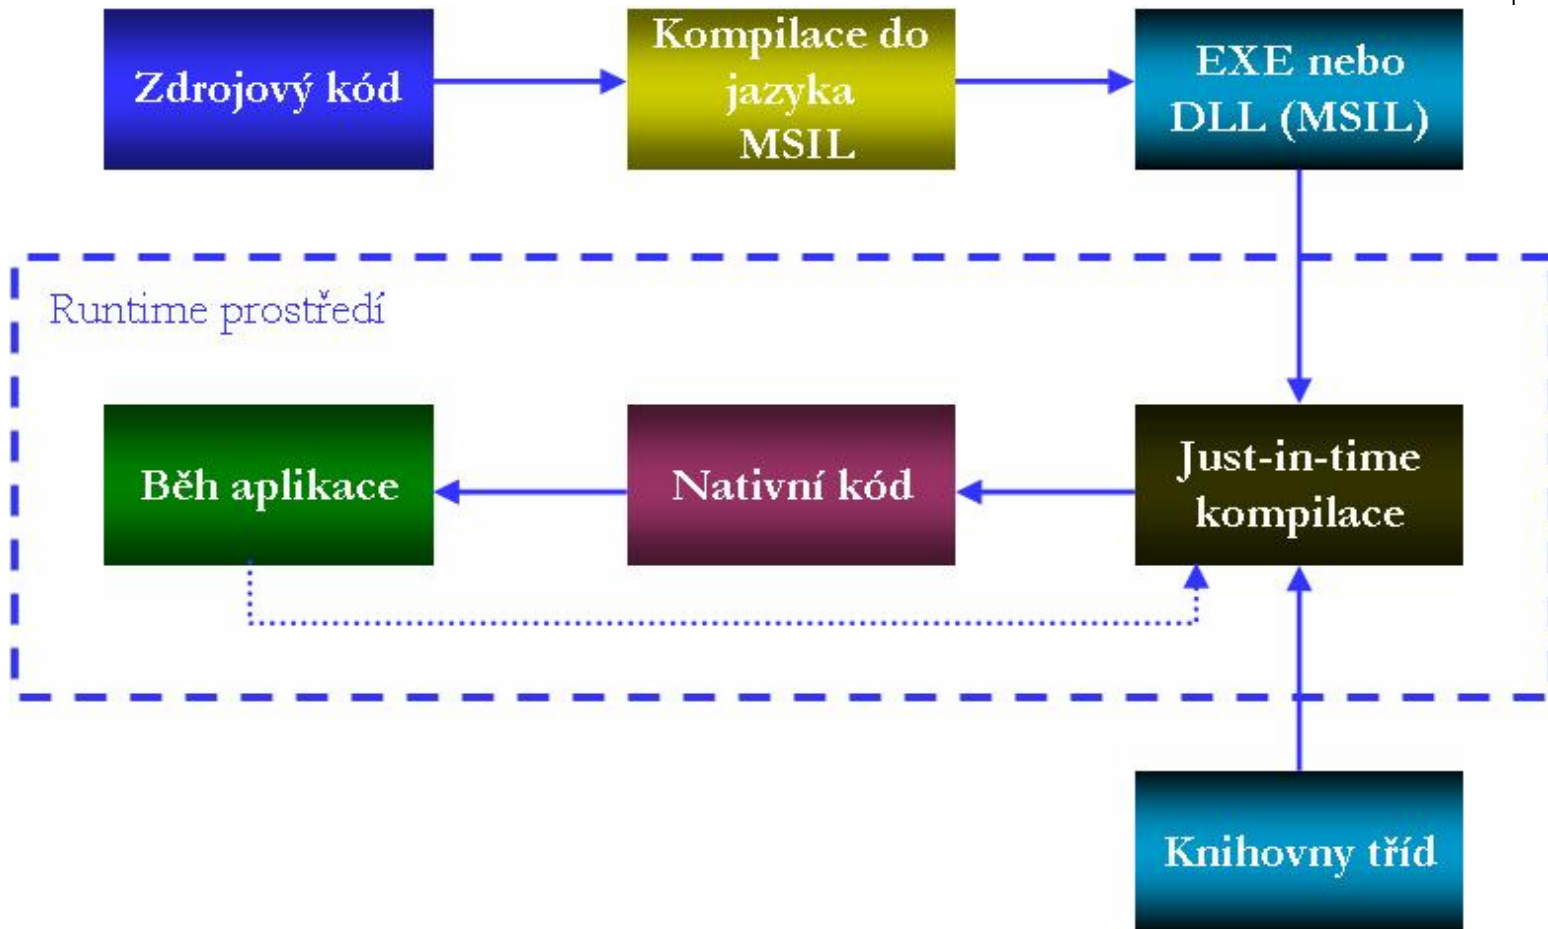 Zdrojový kód
Kompilace do
jazyka
MSIL
EXE nebo
DLL (MSIL)
Runtime prostředí
Běh aplikace
Nativní kód
Just-in-time
kompilace
Knihovny tříd